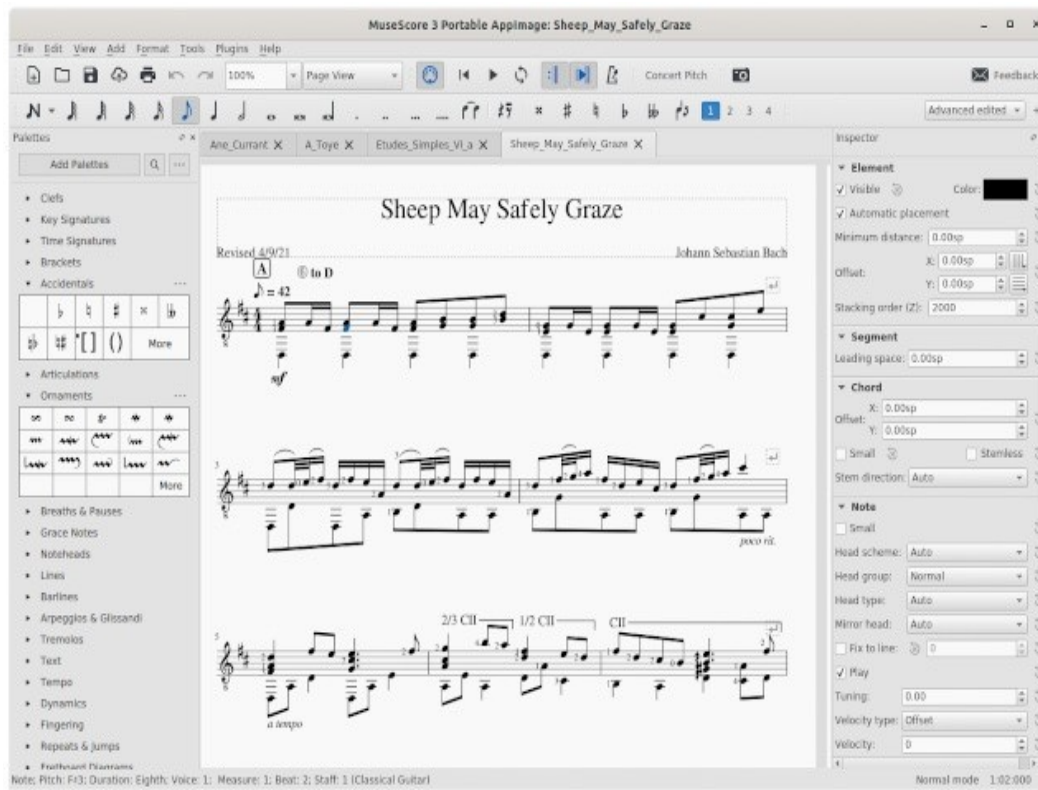 MuseScore 3 Portable AppImage: Sheep_May_Safely_Graze
File Edit View Add Format Tools Plugins Help
100% Page View Concert Pitch Feedback
1 2 3 4 Advanced edited
Palettes
Add Palettes
Clefs
Key Signatures
Time Signatures
Brackets
Accidentals
More
Articulations
Ornaments
More
Breaths & Pauses
Grace Notes
Noteheads
Lines
Barlines
Arpeggios & Glissandi
Tremolos
Text
Tempo
Dynamics
Fingering
Repeats & Jumps
Fretboard Diagrams
Ane_Currant X A_Toye X Etudes_Simples_VI_a X Sheep_May_Safely_Graze X
Sheep May Safely Graze
Revised 4/9/21 Johann Sebastian Bach
A ⑥ to D
= 42
mf
3
poco rit.
5 2/3 CII 1/2 CII CII
a tempo
Inspector
Element
Visible Color:
Automatic placement
Minimum distance: 0.00sp
Offset: X: 0.00sp
Y: 0.00sp
Stacking order (Z): 2000
Segment
Leading space: 0.00sp
Chord
Offset: X: 0.00sp
Y: 0.00sp
Small Stemless
Stem direction: Auto
Note
Small
Head scheme: Auto
Head group: Normal
Head type: Auto
Mirror head: Auto
Fix to line: 0
Play
Tuning: 0.00
Velocity type: Offset
Velocity: 0
Note; Pitch: F♯3; Duration: Eighth; Voice: 1; Measure: 1; Beat: 2; Staff: 1 (Classical Guitar) Normal mode 1:02:000